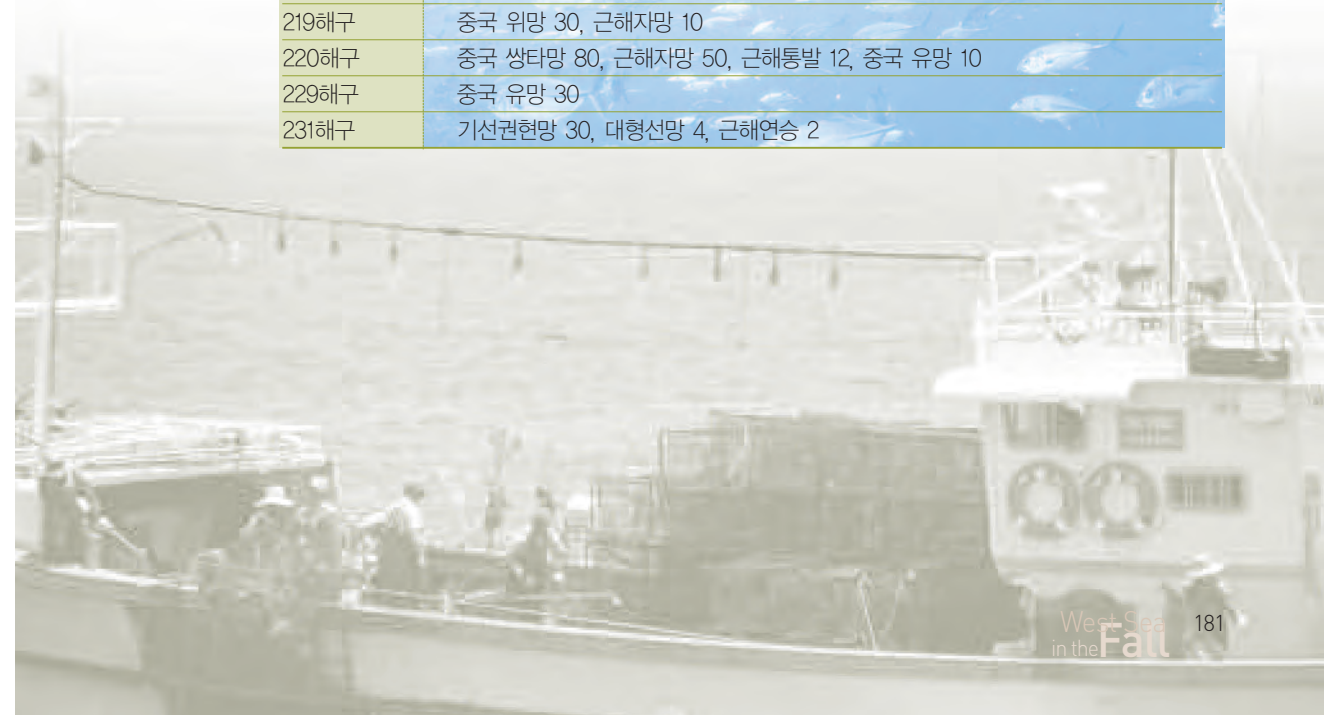 219해구 중국 위망 30, 근해자망 10
220해구 중국 쌍타망 80, 근해자망 50, 근해통발 12, 중국 유망 10
229해구 중국 유망 30
231해구 기선권현망 30, 대형선망 4, 근해연승 2
West Sea
in the Fall
181